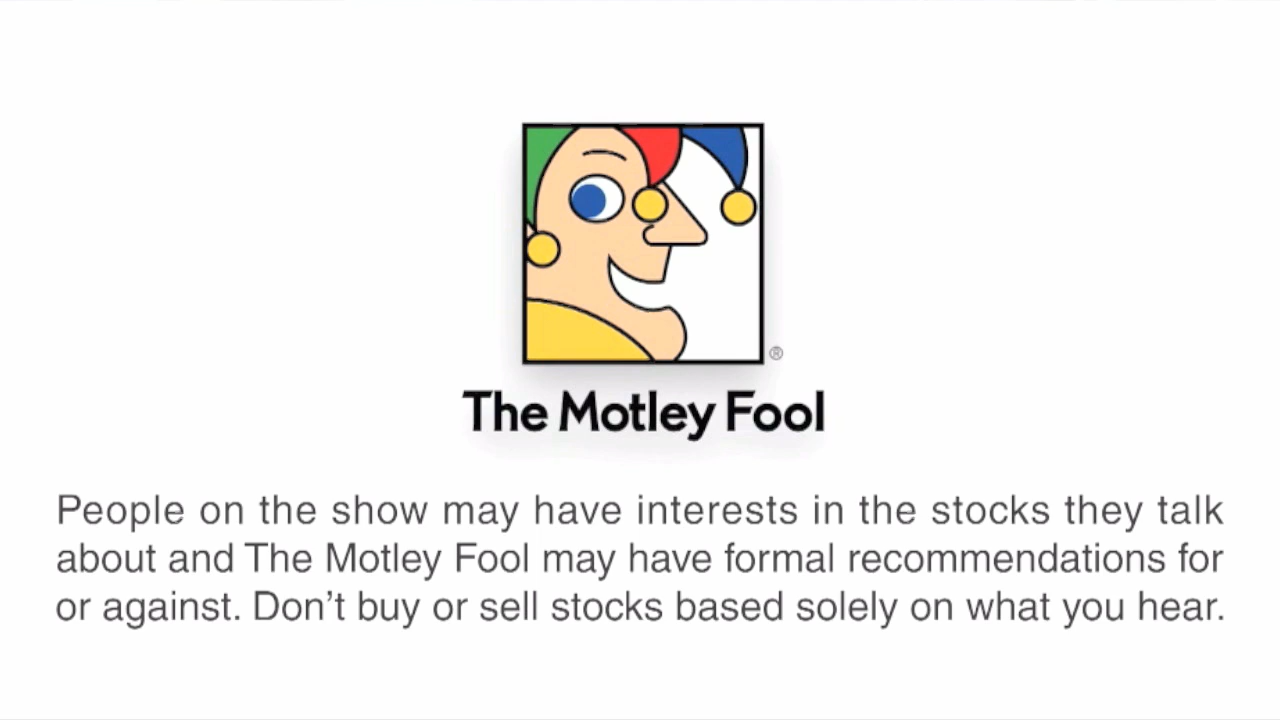 ®
The Motley Fool
People on the show may have interests in the stocks they talk
about and The Motley Fool may have formal recommendations for
or against. Don’t buy or sell stocks based solely on what you hear.